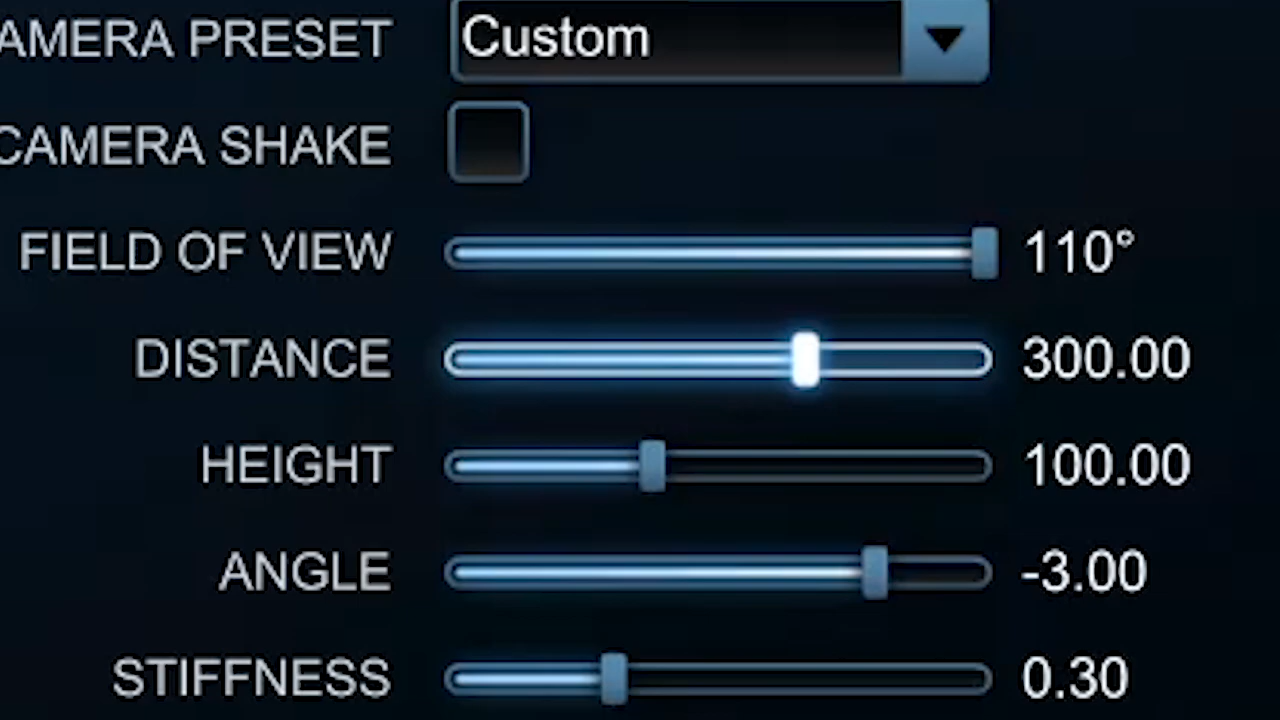 AMERA PRESET Custom
CAMERA SHAKE
FIELD OF VIEW 110°
DISTANCE 300.00
HEIGHT 100.00
ANGLE -3.00
STIFFNESS 0.30